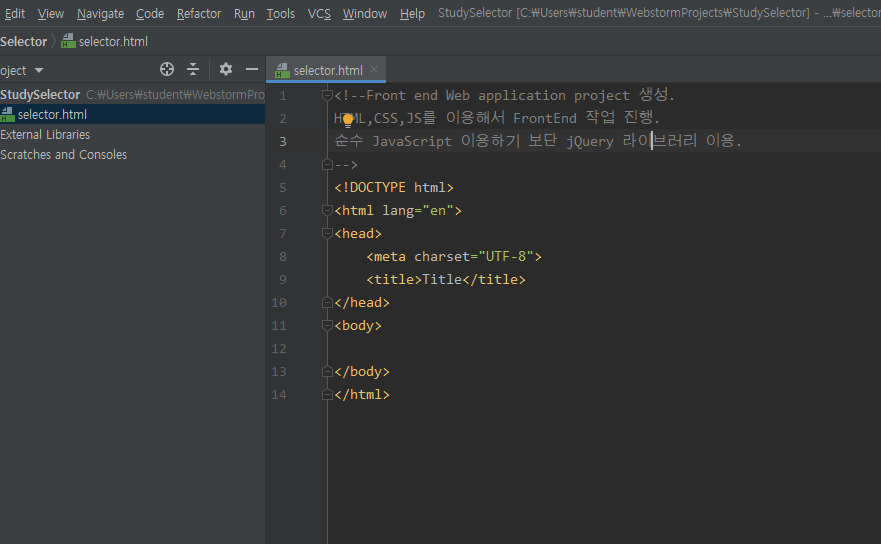 Edit View Navigate Code Refactor Run Tools VCS Window Help StudySelector [C:₩Users₩student₩WebstormProjects₩StudySelector] - ...₩selector
Selector selector.html
oject
selector.html
StudySelector C:₩Users₩student₩WebstormPro
selector.html
External Libraries
Scratches and Consoles
1 <!--Front end Web application project 생성.
2 HTML,CSS,JS를 이용해서 FrontEnd 작업 진행.
3 순수 JavaScript 이용하기 보단 jQuery 라이브러리 이용.
4 -->
5 <!DOCTYPE html>
6 <html lang="en">
7 <head>
8 <meta charset="UTF-8">
9 <title>Title</title>
10 </head>
11 <body>
12
13 </body>
14 </html>